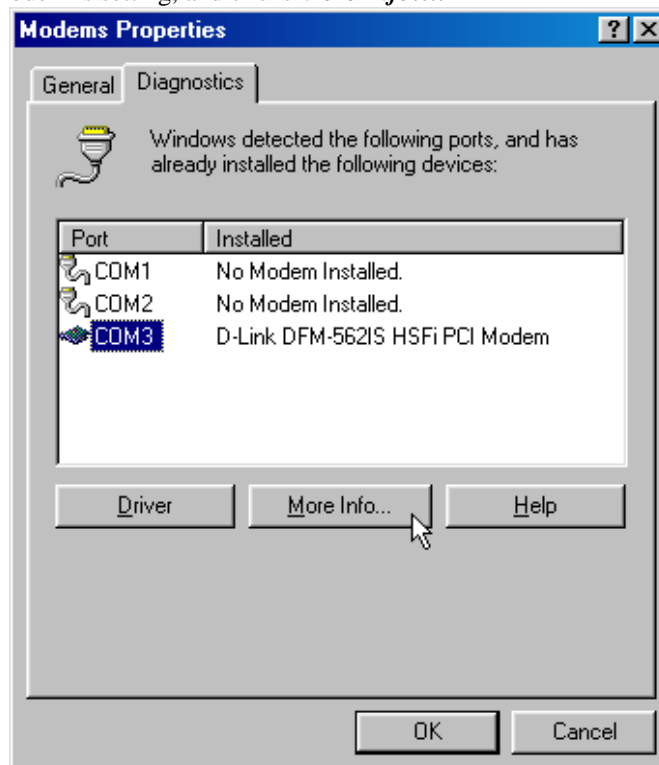 Modems Properties
General Diagnostics
Windows detected the following ports, and has
already installed the following devices:
Port Installed
COM1 No Modem Installed.
COM2 No Modem Installed.
COM3 D-Link DFM-562IS HSFi PCI Modem
Driver More Info... Help
OK Cancel